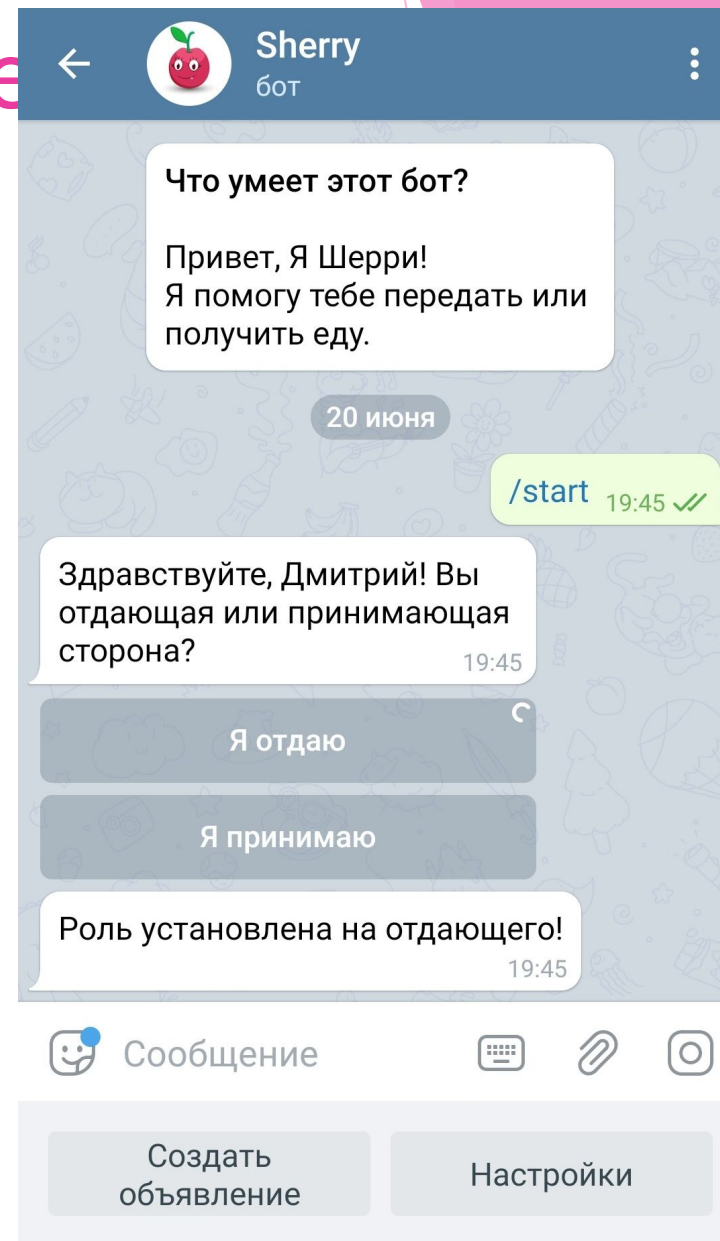 Sherry
бот
Что умеет этот бот?
Привет, Я Шерри!
Я помогу тебе передать или
получить еду.
20 июня
/start 19:45
Здравствуйте, Дмитрий! Вы
отдающая или принимающая
сторона?
19:45
Я отдаю
Я принимаю
Роль установлена на отдающего!
19:45
Сообщение
Создать
объявление
Настройки